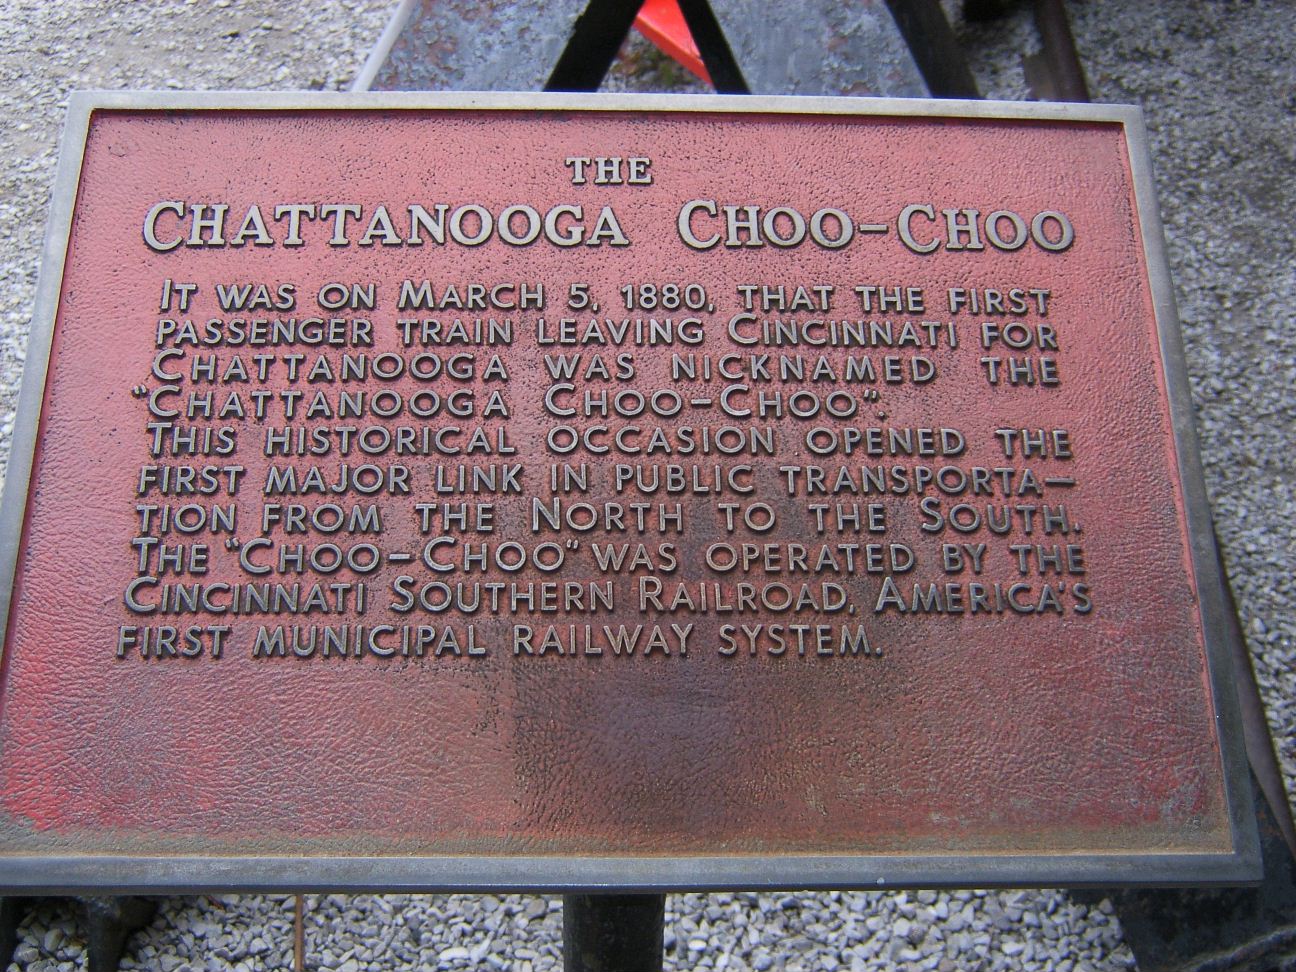 THE
CHATTANOOGA CHOO-CHOO
IT WAS ON MARCH 5, 1880, THAT THE FIRST
PASSENGER TRAIN LEAVING CINCINNATI FOR
CHATTANOOGA WAS NICKNAMED THE
"CHATTANOOGA CHOO-CHOO".
THIS HISTORICAL OCCASION OPENED THE
FIRST MAJOR LINK IN PUBLIC TRANSPORTA-
TION FROM THE NORTH TO THE SOUTH.
THE "CHOO-CHOO" WAS OPERATED BY THE
CINCINNATI SOUTHERN RAILROAD, AMERICA'S
FIRST MUNICIPAL RAILWAY SYSTEM.